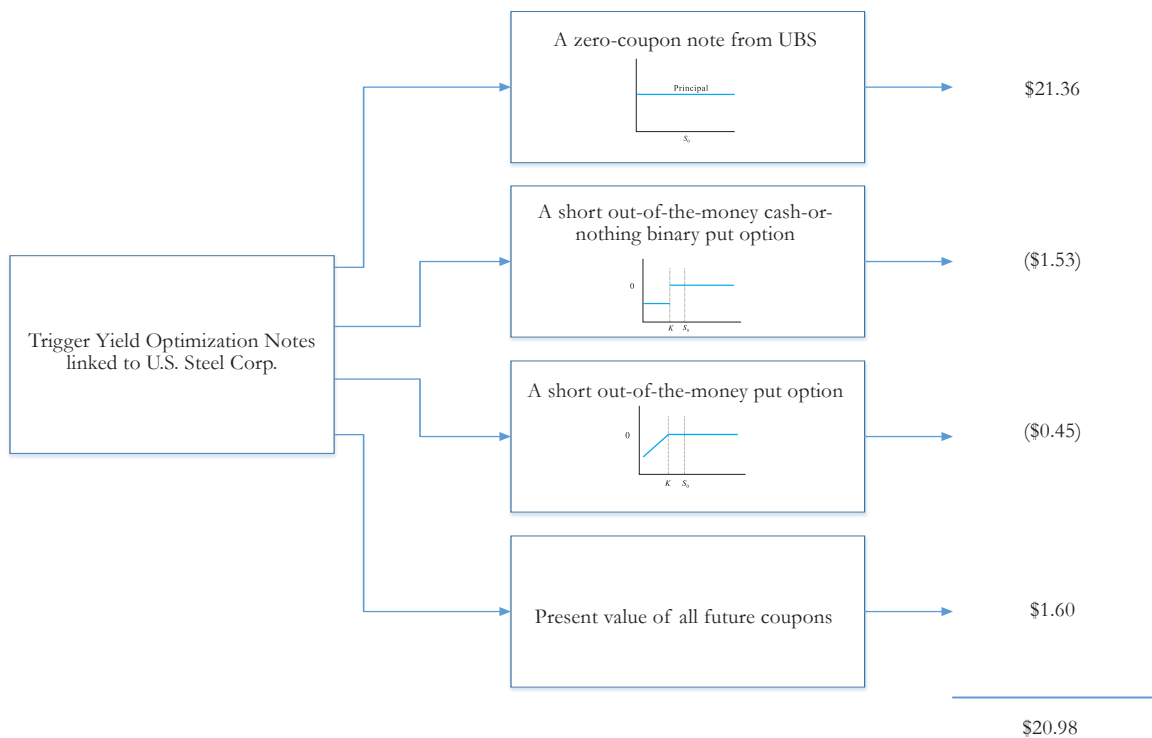 A zero-coupon note from UBS
Principal
S₀
$21.36
A short out-of-the-money cash-or-
nothing binary put option
0
K S₀
($1.53)
Trigger Yield Optimization Notes
linked to U.S. Steel Corp.
A short out-of-the-money put option
0
K S₀
($0.45)
Present value of all future coupons
$1.60
$20.98